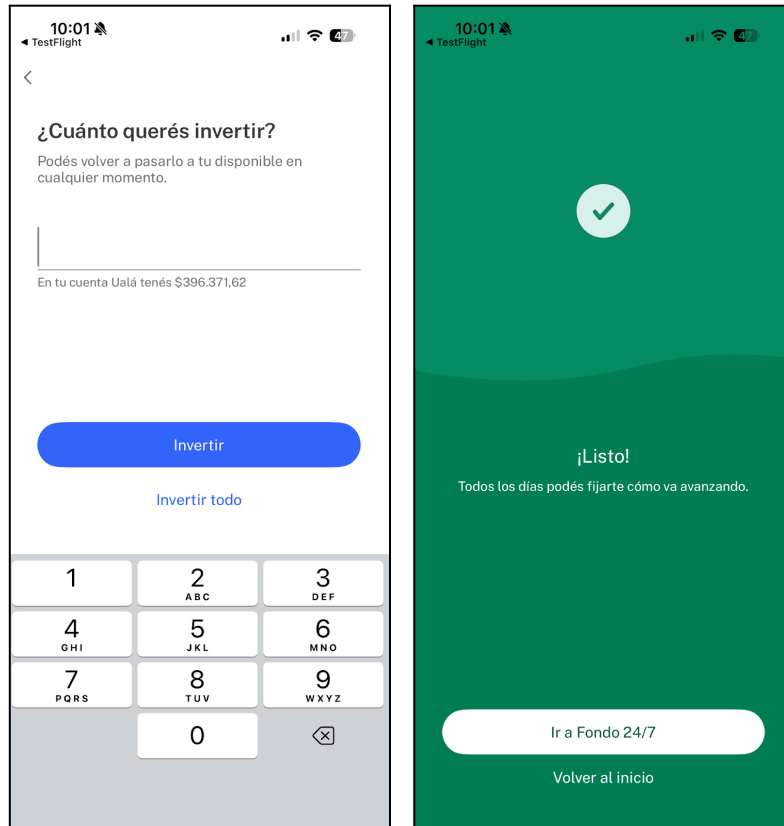 10:01
◀ TestFlight
47
¿Cuánto querés invertir?
Podés volver a pasarlo a tu disponible en
cualquier momento.
En tu cuenta Ualá tenés $396.371,62
Invertir
Invertir todo
1
2
ABC
3
DEF
4
GHI
5
JKL
6
MNO
7
PQRS
8
TUV
9
WXYZ
0
10:01
◀ TestFlight
47
¡Listo!
Todos los días podés fijarte cómo va avanzando.
Ir a Fondo 24/7
Volver al inicio